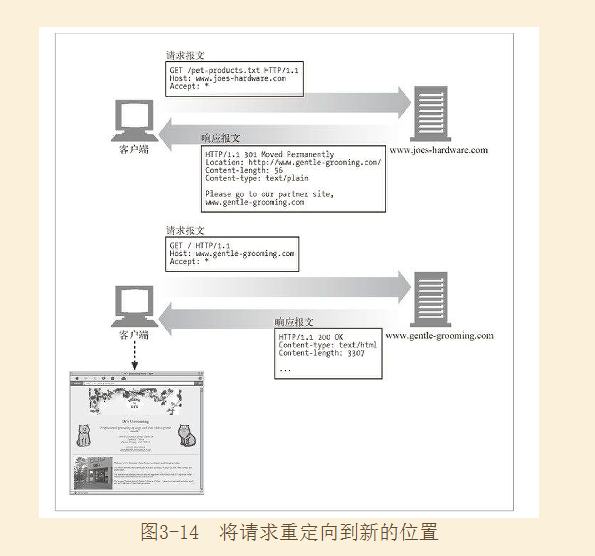 请求报文
GET /pet-products.txt HTTP/1.1
Host: www.joes-hardware.com
Accept: *
客户端
www.joes-hardware.com
响应报文
HTTP/1.1 301 Moved Permanently
Location: http://www.gentle-grooming.com/
Content-length: 56
Content-type: text/plain
Please go to our partner site,
www.gentle-grooming.com
请求报文
GET / HTTP/1.1
Host: www.gentle-grooming.com
Accept: *
客户端
www.gentle-grooming.com
响应报文
HTTP/1.1 200 OK
Content-type: text/html
Content-length: 3307
...
图3-14 将请求重定向到新的位置